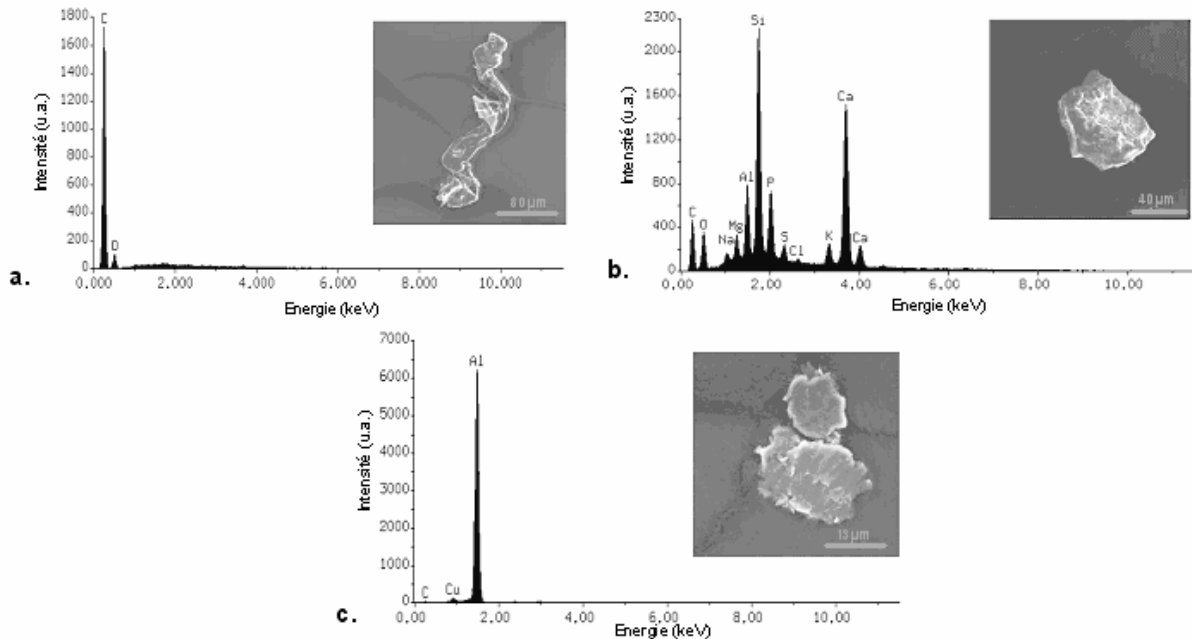 1800
1600
1400
1200
1000
800
600
400
200
0
Intensité (u.a.)
C
O
80 µm
0.000 2.000 4.000 6.000 8.000 10.000
Energie (keV)
a.
2300
1800
1200
800
400
0
Intensité (u.a.)
C
O
Na
Mg
Al
Si
P
S
Cl
K
Ca
Ca
40 µm
0.00 2.00 4.00 6.00 8.00 10.00
Energie (keV)
b.
7000
6000
5000
4000
3000
2000
1000
0
Intensité (u.a.)
C
Cu
Al
0.00 2.00 4.00 6.00 8.00 10.00
Energie (keV)
c.